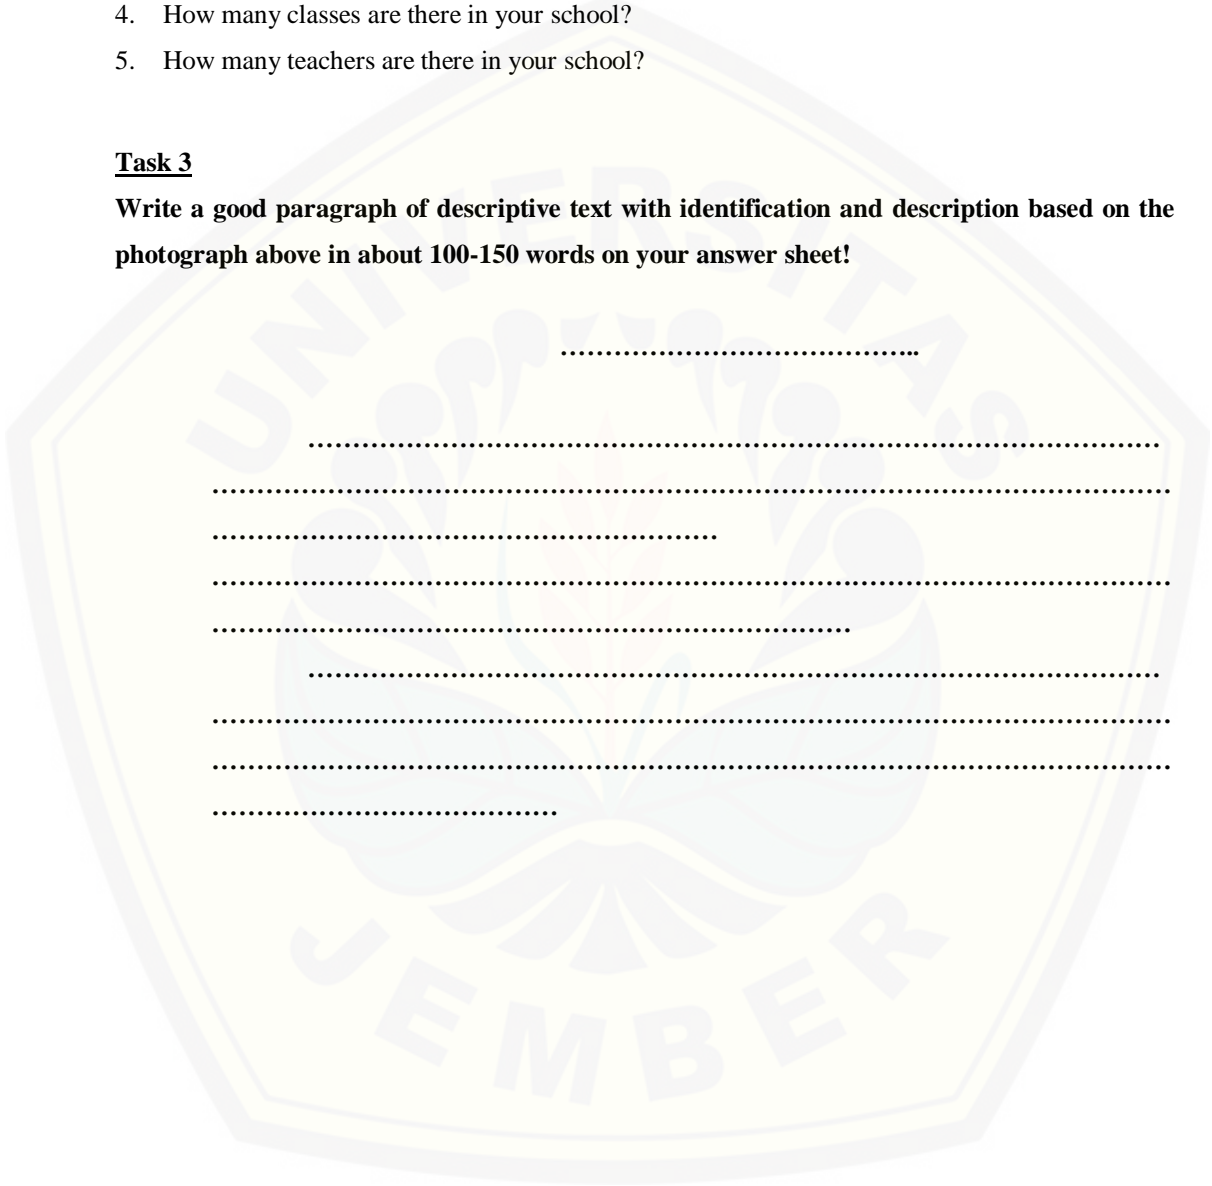 4. How many classes are there in your school?
5. How many teachers are there in your school?
Task 3
Write a good paragraph of descriptive text with identification and description based on the
photograph above in about 100-150 words on your answer sheet!
UNIVERSITAS
……………………………………..
……………………………………………………………………………………
………………………………………………………………………………………………
…………………………………………………
………………………………………………………………………………………………
………………………………………………………………
……………………………………………………………………………………
………………………………………………………………………………………………
………………………………………………………………………………………………
…………………………………
JEMBER